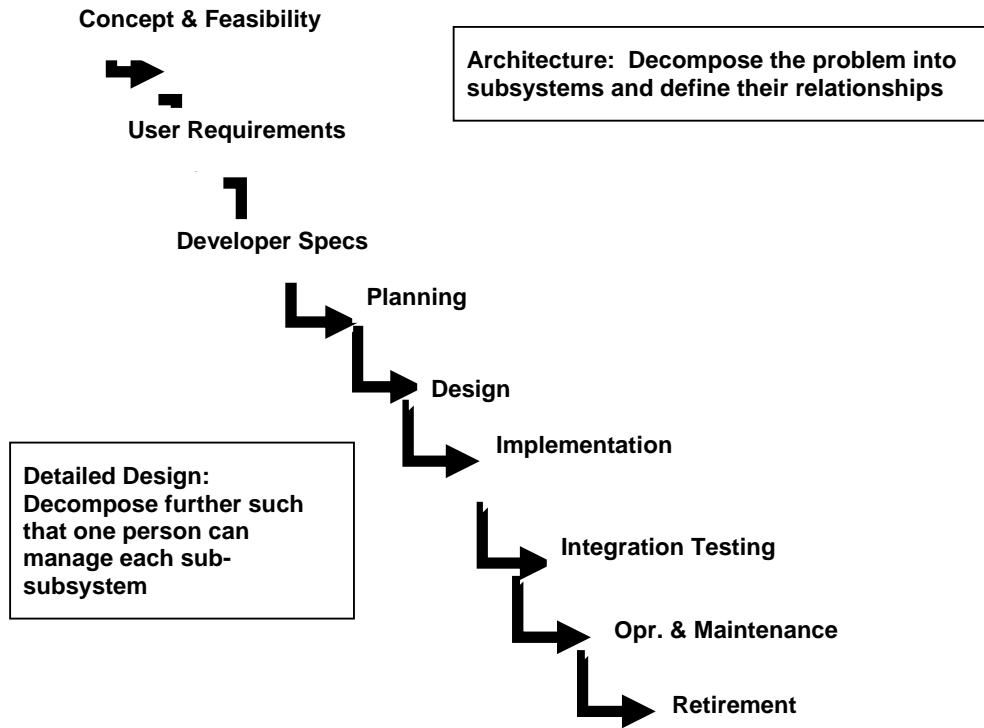 Concept & Feasibility
Architecture: Decompose the problem into
subsystems and define their relationships
User Requirements
Developer Specs
Planning
Design
Implementation
Detailed Design:
Decompose further such
that one person can
manage each sub-
subsystem
Integration Testing
Opr. & Maintenance
Retirement